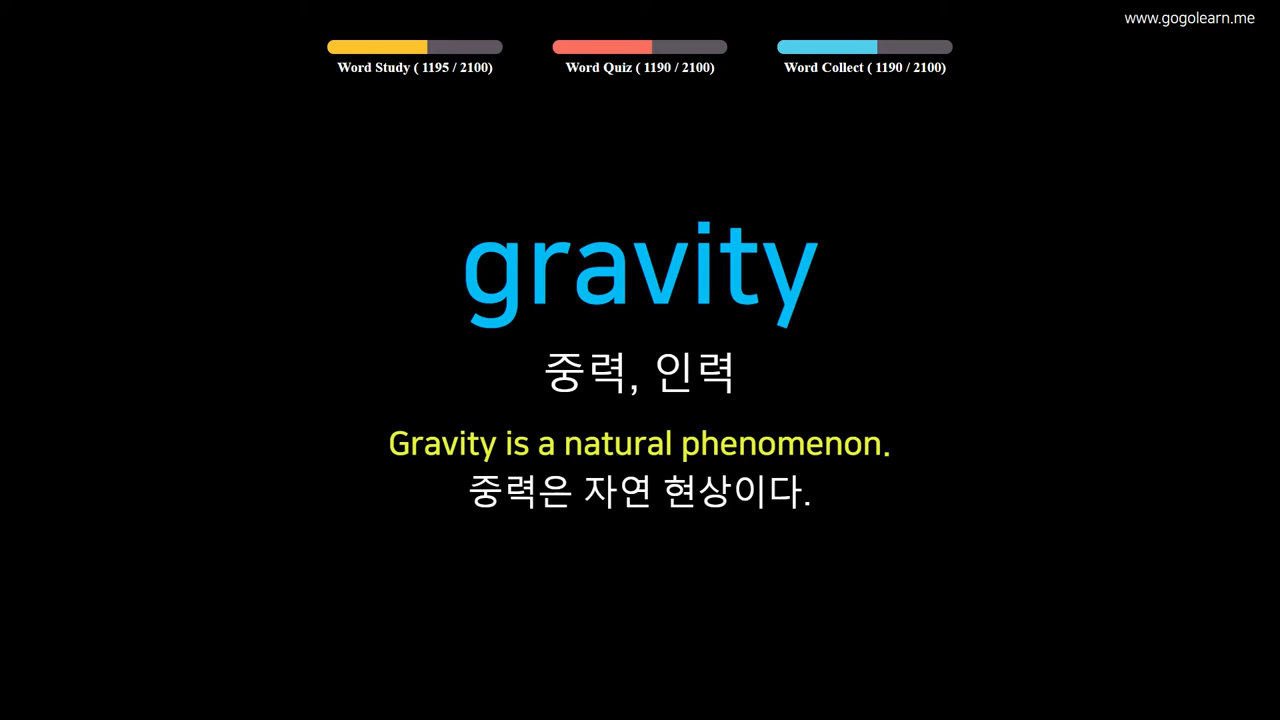 www.gogolearn.me
Word Study ( 1195 / 2100)
Word Quiz ( 1190 / 2100)
Word Collect ( 1190 / 2100)
gravity
중력, 인력
Gravity is a natural phenomenon.
중력은 자연 현상이다.